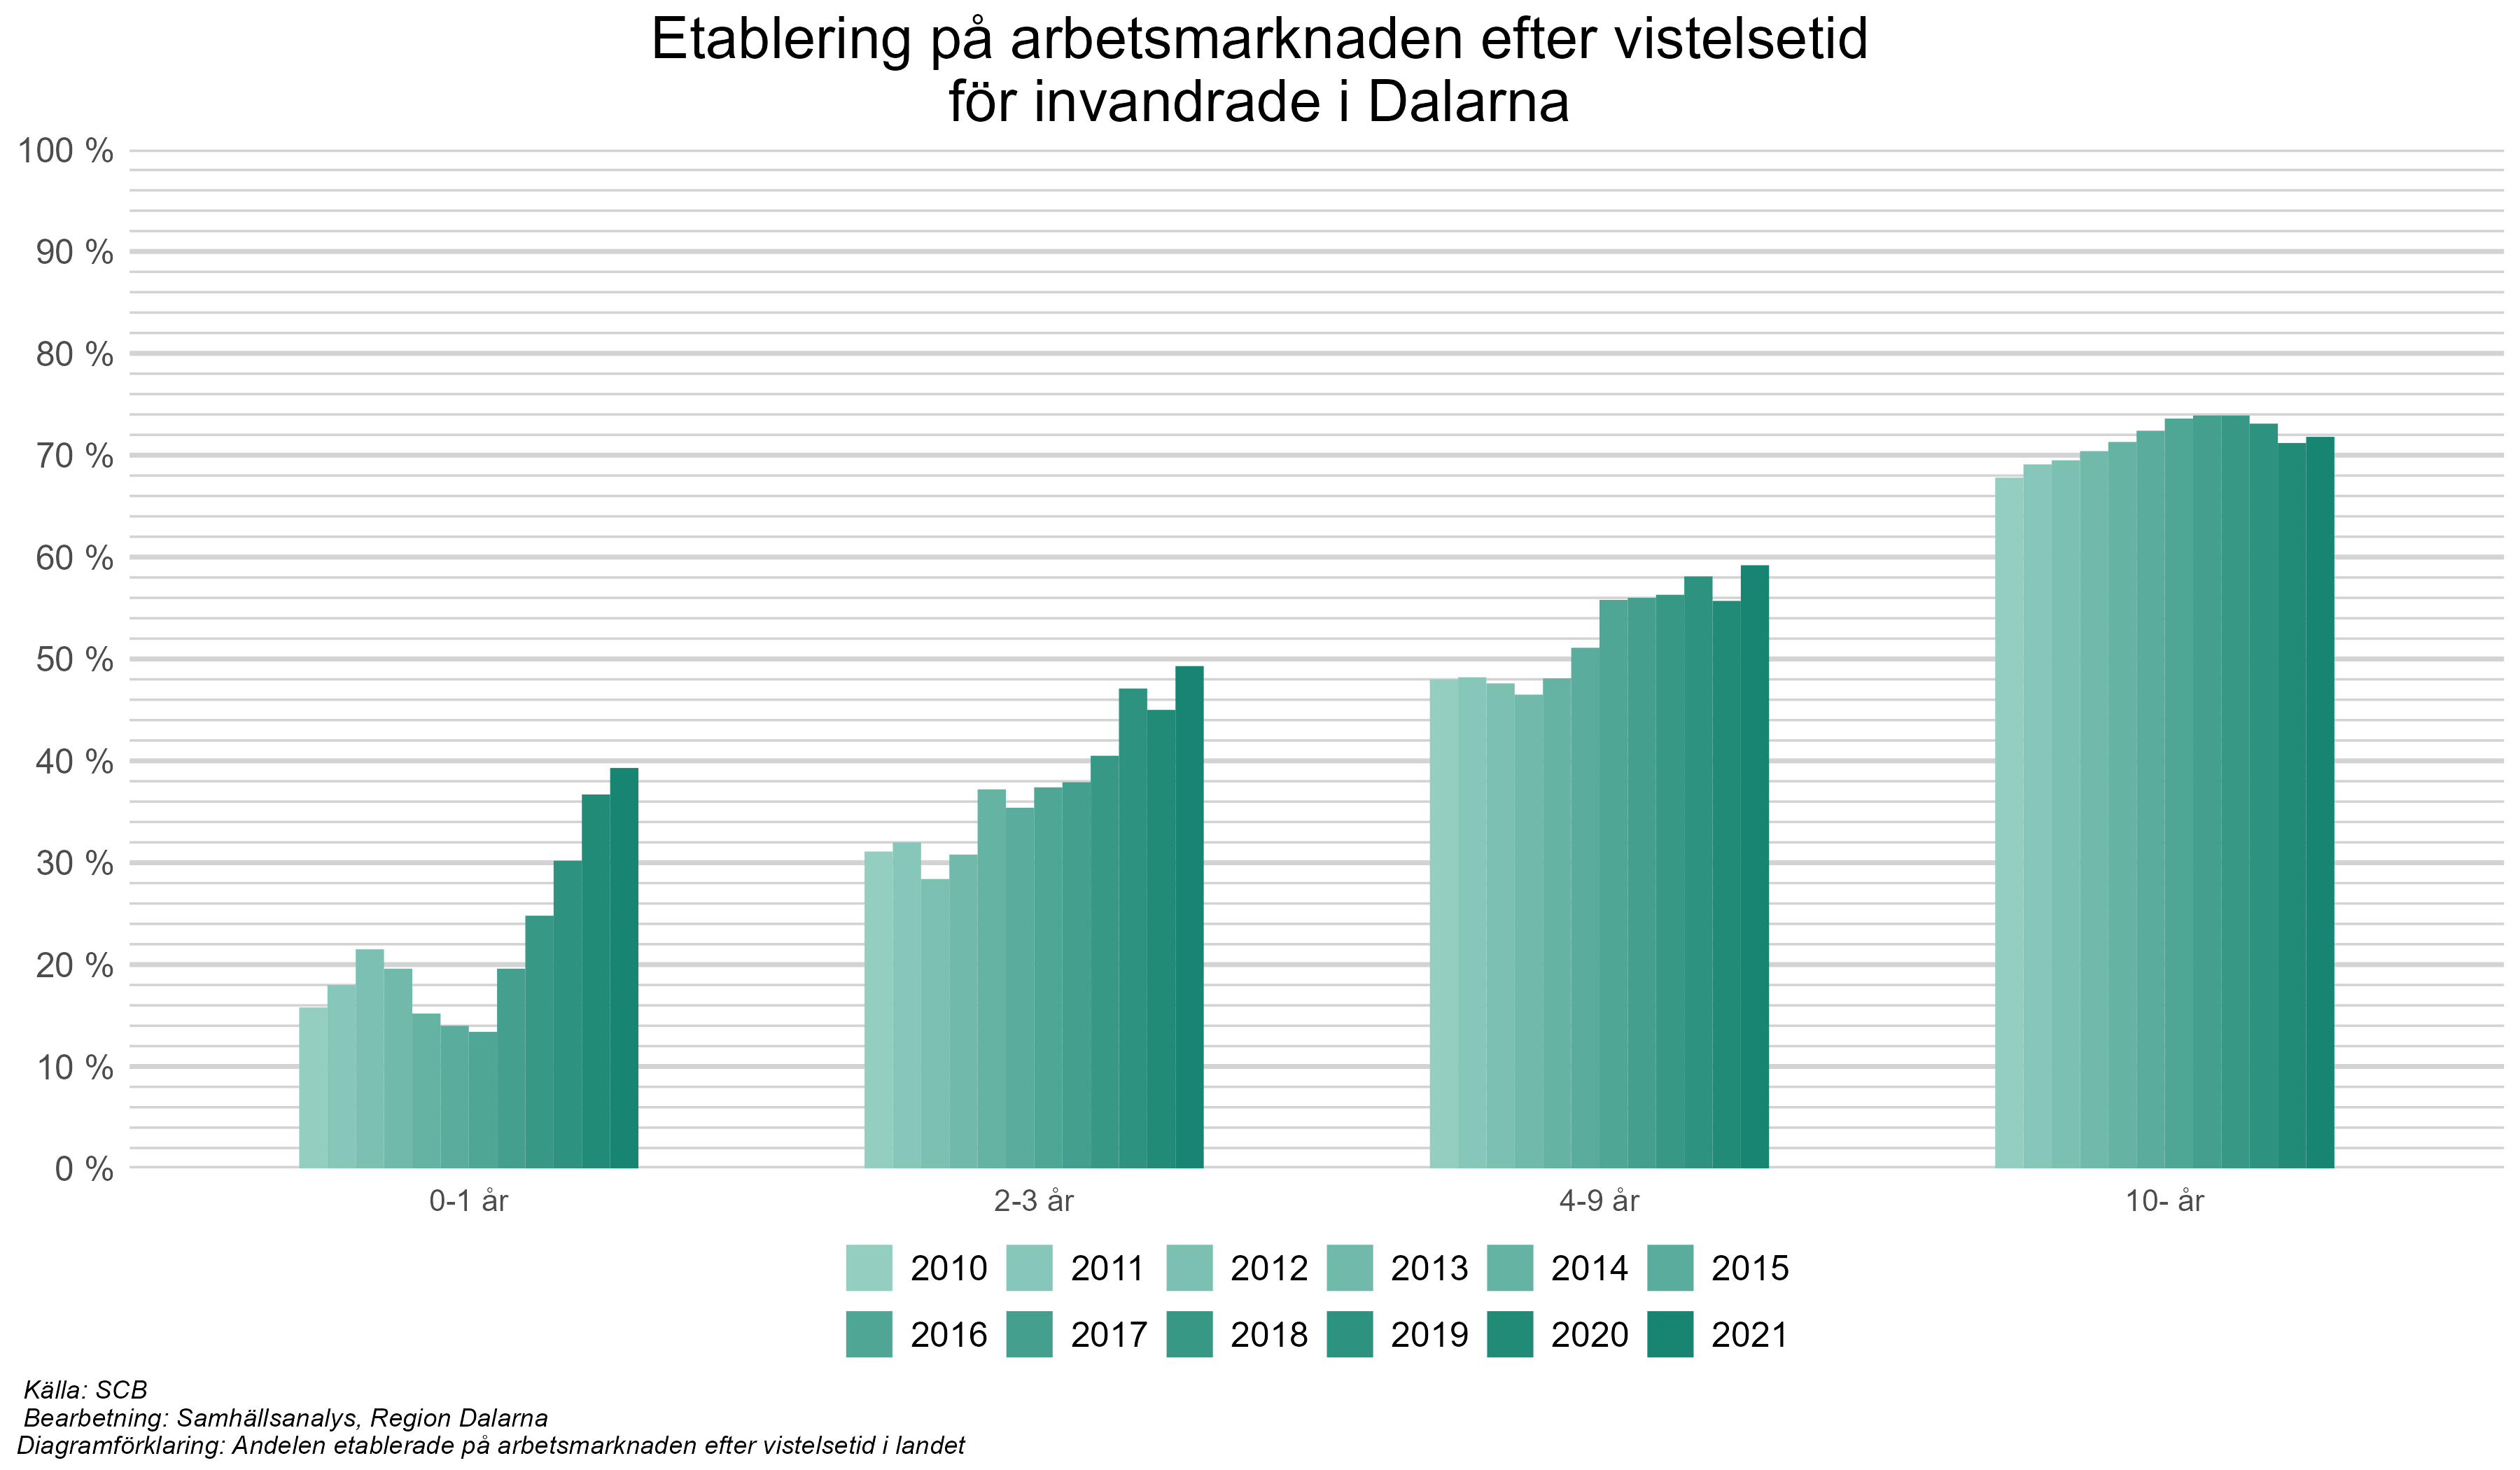 Etablering på arbetsmarknaden efter vistelsetid
för invandrade i Dalarna
100 %
90 %
80 %
70 %
60 %
50 %
40 %
30 %
20 %
10 %
0 %
0-1 år
2-3 år
4-9 år
10- år
2010
2011
2012
2013
2014
2015
2016
2017
2018
2019
2020
2021
Källa: SCB
Bearbetning: Samhällsanalys, Region Dalarna
Diagramförklaring: Andelen etablerade på arbetsmarknaden efter vistelsetid i landet